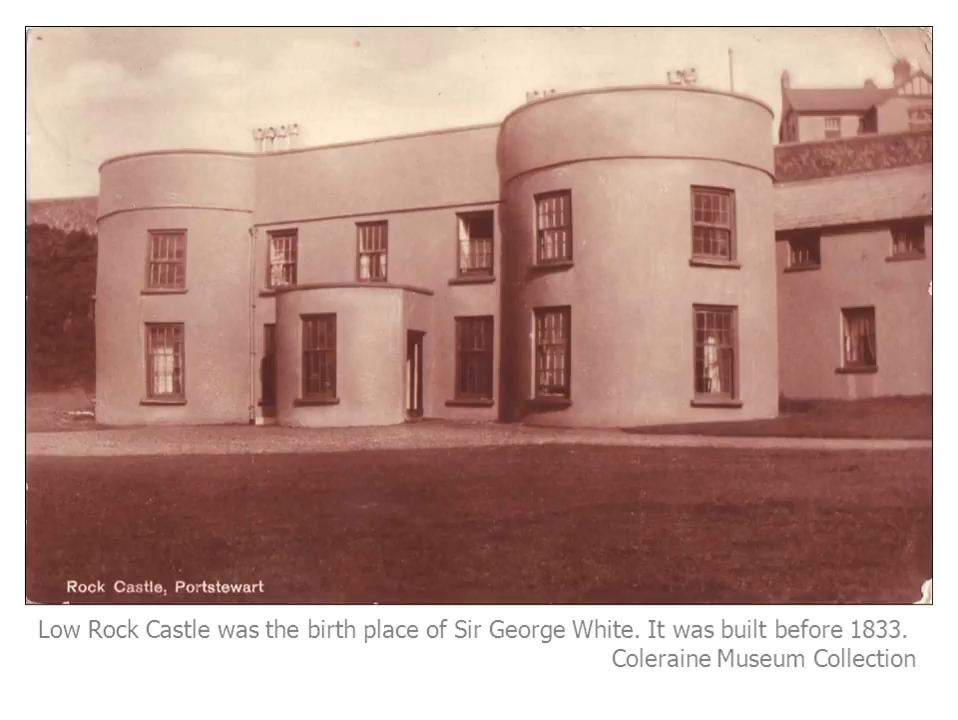 Rock Castle, Portstewart
Low Rock Castle was the birth place of Sir George White. It was built before 1833.
Coleraine Museum Collection